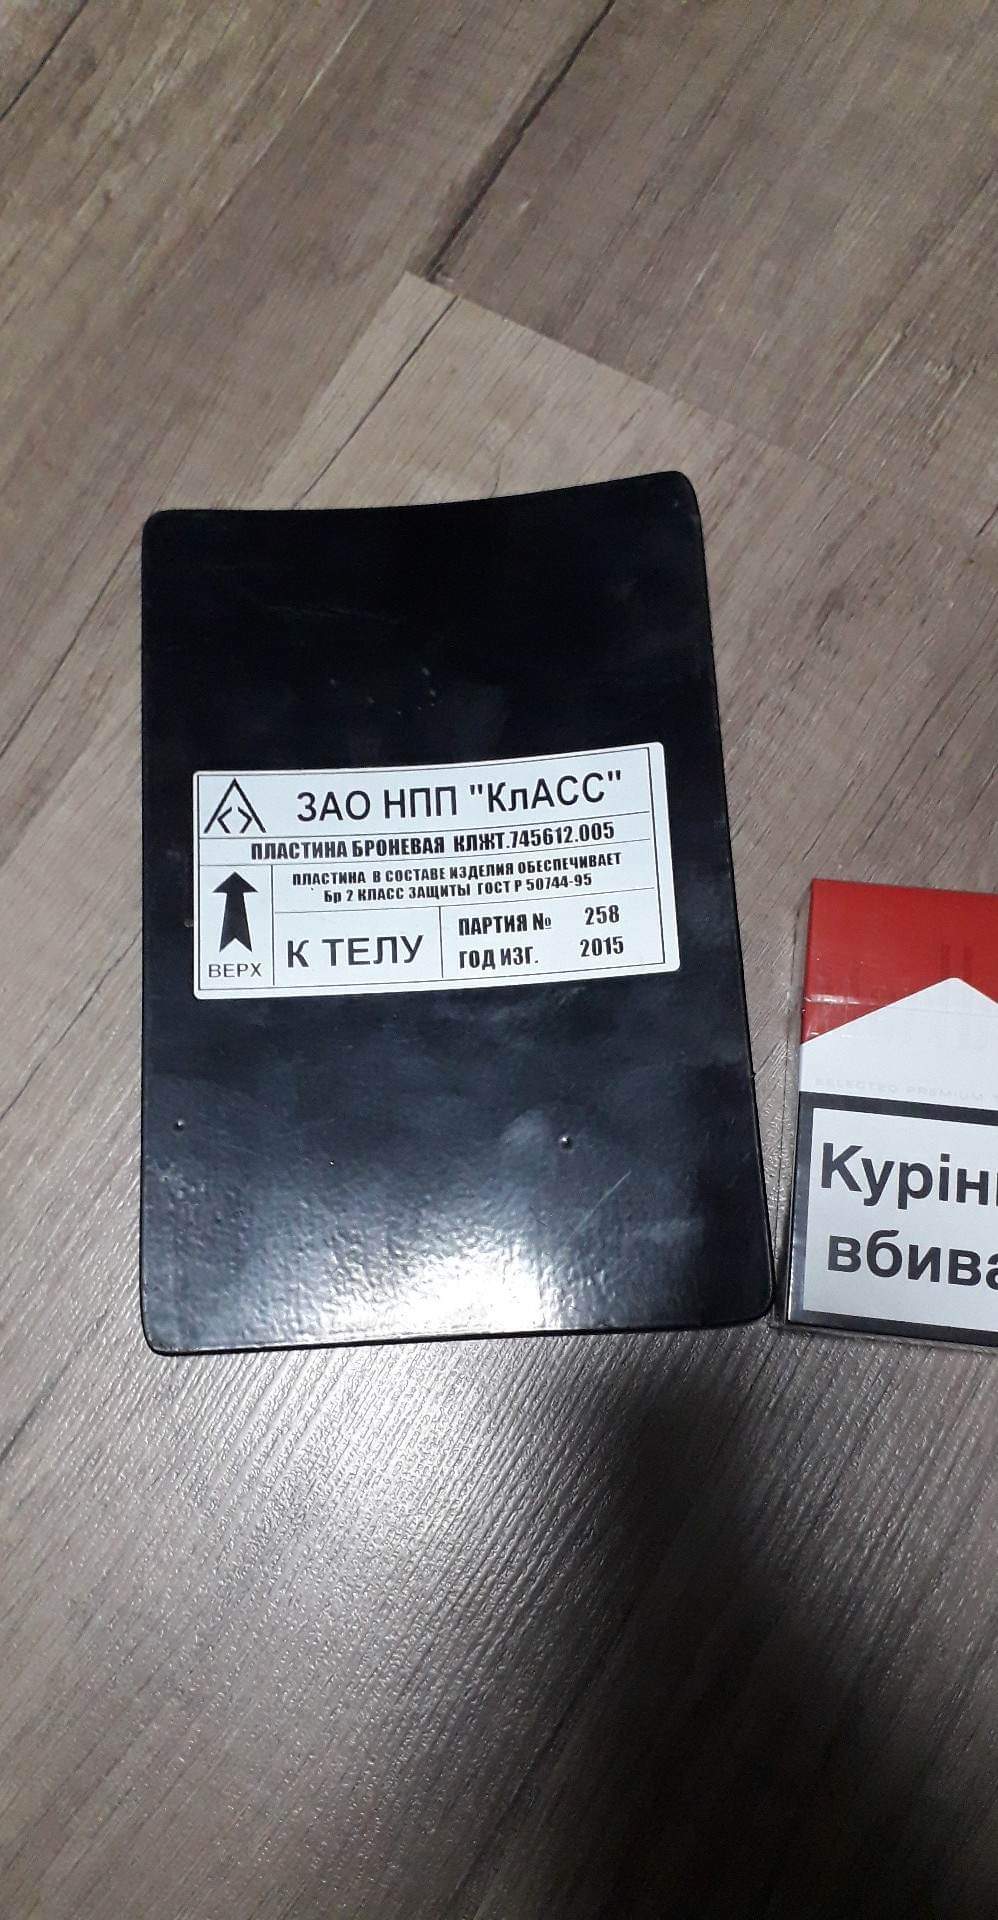 ЗАО НПП "КлАСС"
ПЛАСТИНА БРОНЕВАЯ КЛЖТ.745612.005
ПЛАСТИНА В СОСТАВЕ ИЗДЕЛИЯ ОБЕСПЕЧИВАЕТ
Бр 2 КЛАСС ЗАЩИТЫ ГОСТ Р 50744-95
ВЕРХ
К ТЕЛУ
ПАРТИЯ № 258
ГОД ИЗГ. 2015
Куріні
вбива